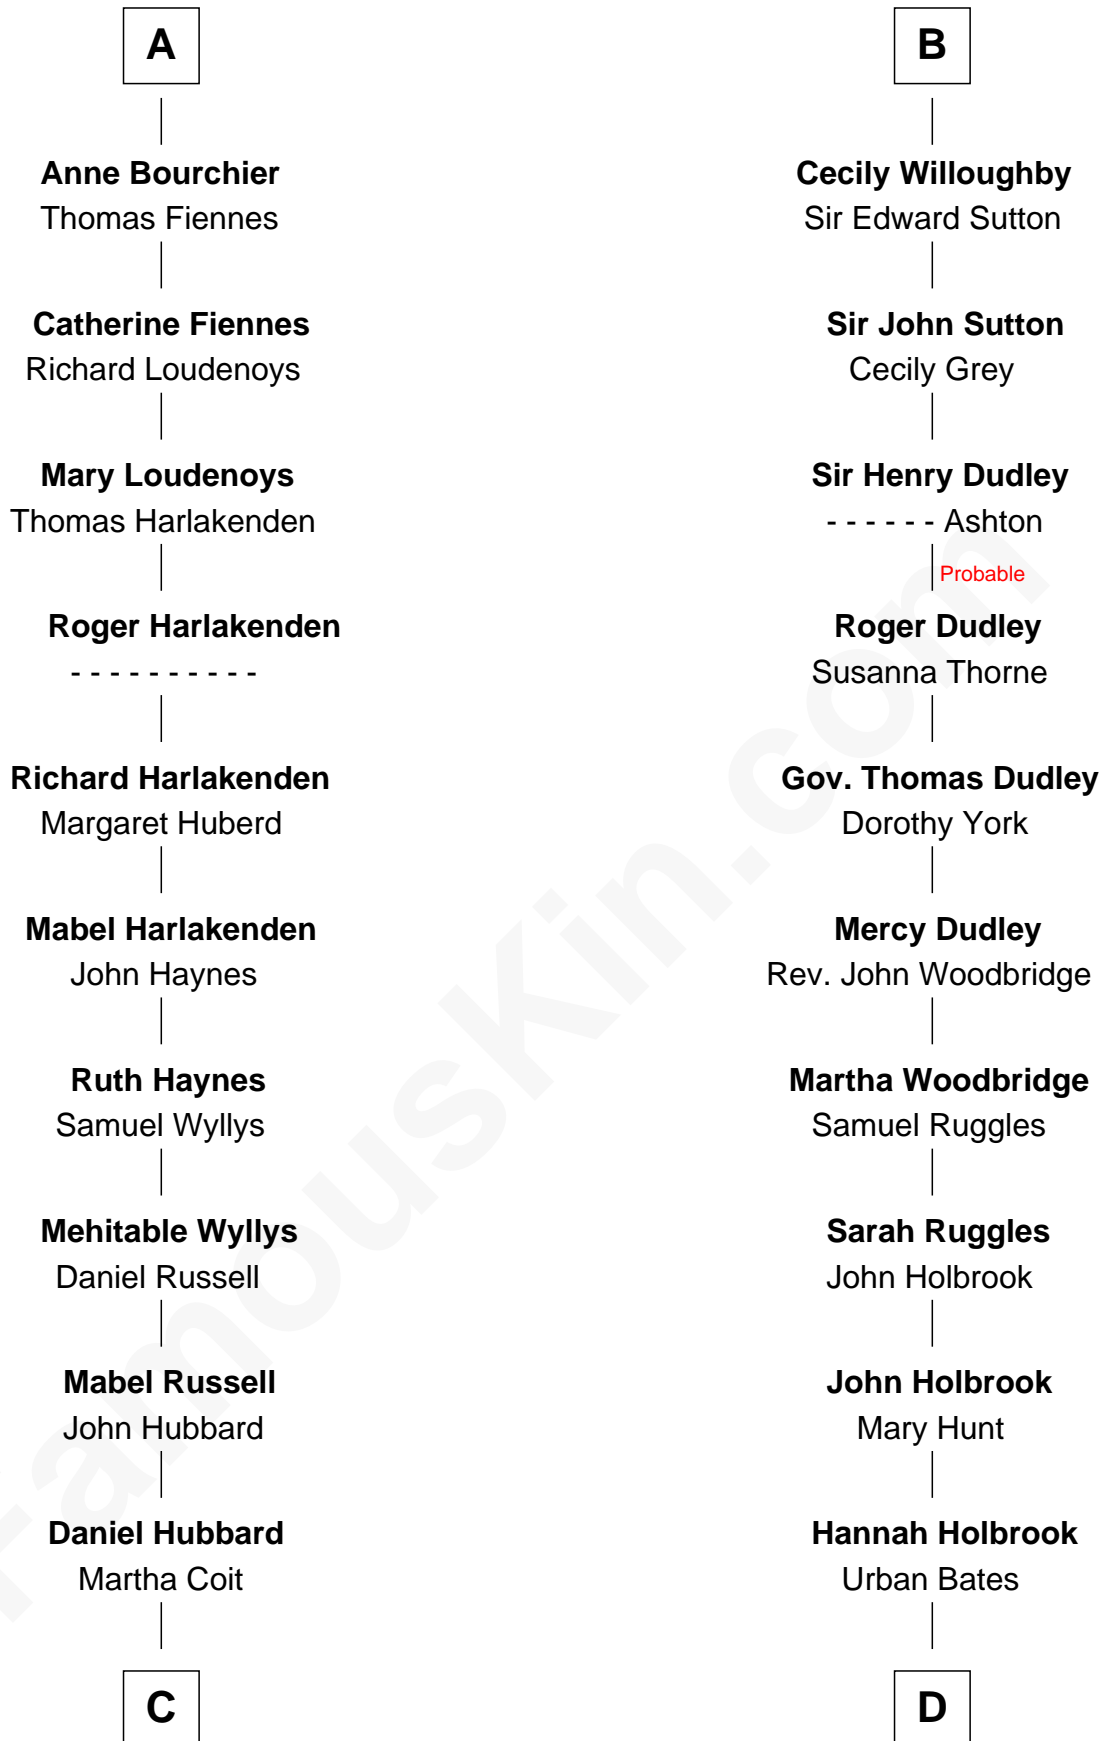 A
Anne Bourchier
Thomas Fiennes
Catherine Fiennes
Richard Loudenoys
Mary Loudenoys
Thomas Harlakenden
Roger Harlakenden
- - - - - - - - - -
Richard Harlakenden
Margaret Huberd
Mabel Harlakenden
John Haynes
Ruth Haynes
Samuel Wyllys
Mehitable Wyllys
Daniel Russell
Mabel Russell
John Hubbard
Daniel Hubbard
Martha Coit
C
B
Cecily Willoughby
Sir Edward Sutton
Sir John Sutton
Cecily Grey
Sir Henry Dudley
- - - - - - Ashton
Probable
Roger Dudley
Susanna Thorne
Gov. Thomas Dudley
Dorothy York
Mercy Dudley
Rev. John Woodbridge
Martha Woodbridge
Samuel Ruggles
Sarah Ruggles
John Holbrook
John Holbrook
Mary Hunt
Hannah Holbrook
Urban Bates
D
FamousKin.com